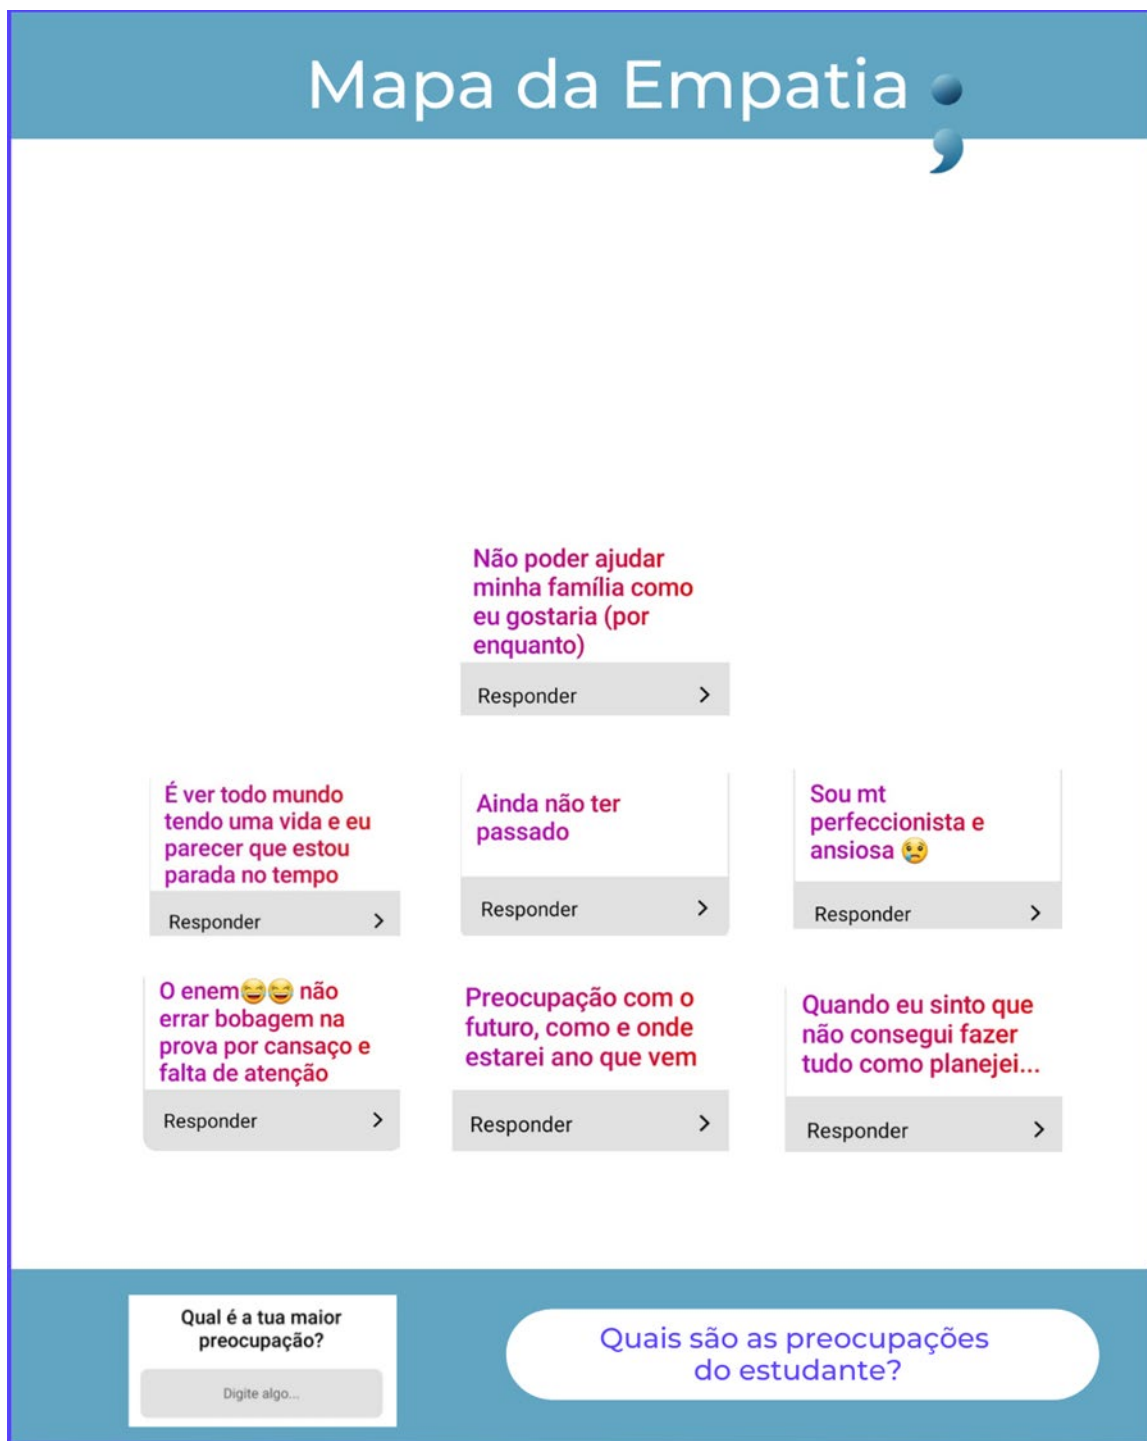 Mapa da Empatia
Não poder ajudar
minha família como
eu gostaria (por
enquanto)
Responder
É ver todo mundo
tendo uma vida e eu
parecer que estou
parada no tempo
Responder
Ainda não ter
passado
Responder
Sou mt
perfeccionista e
ansiosa 😢
Responder
O enem😆😆 não
errar bobagem na
prova por cansaço e
falta de atenção
Responder
Preocupação com o
futuro, como e onde
estarei ano que vem
Responder
Quando eu sinto que
não consegui fazer
tudo como planejei...
Responder
Qual é a tua maior
preocupação?
Digite algo...
Quais são as preocupações
do estudante?